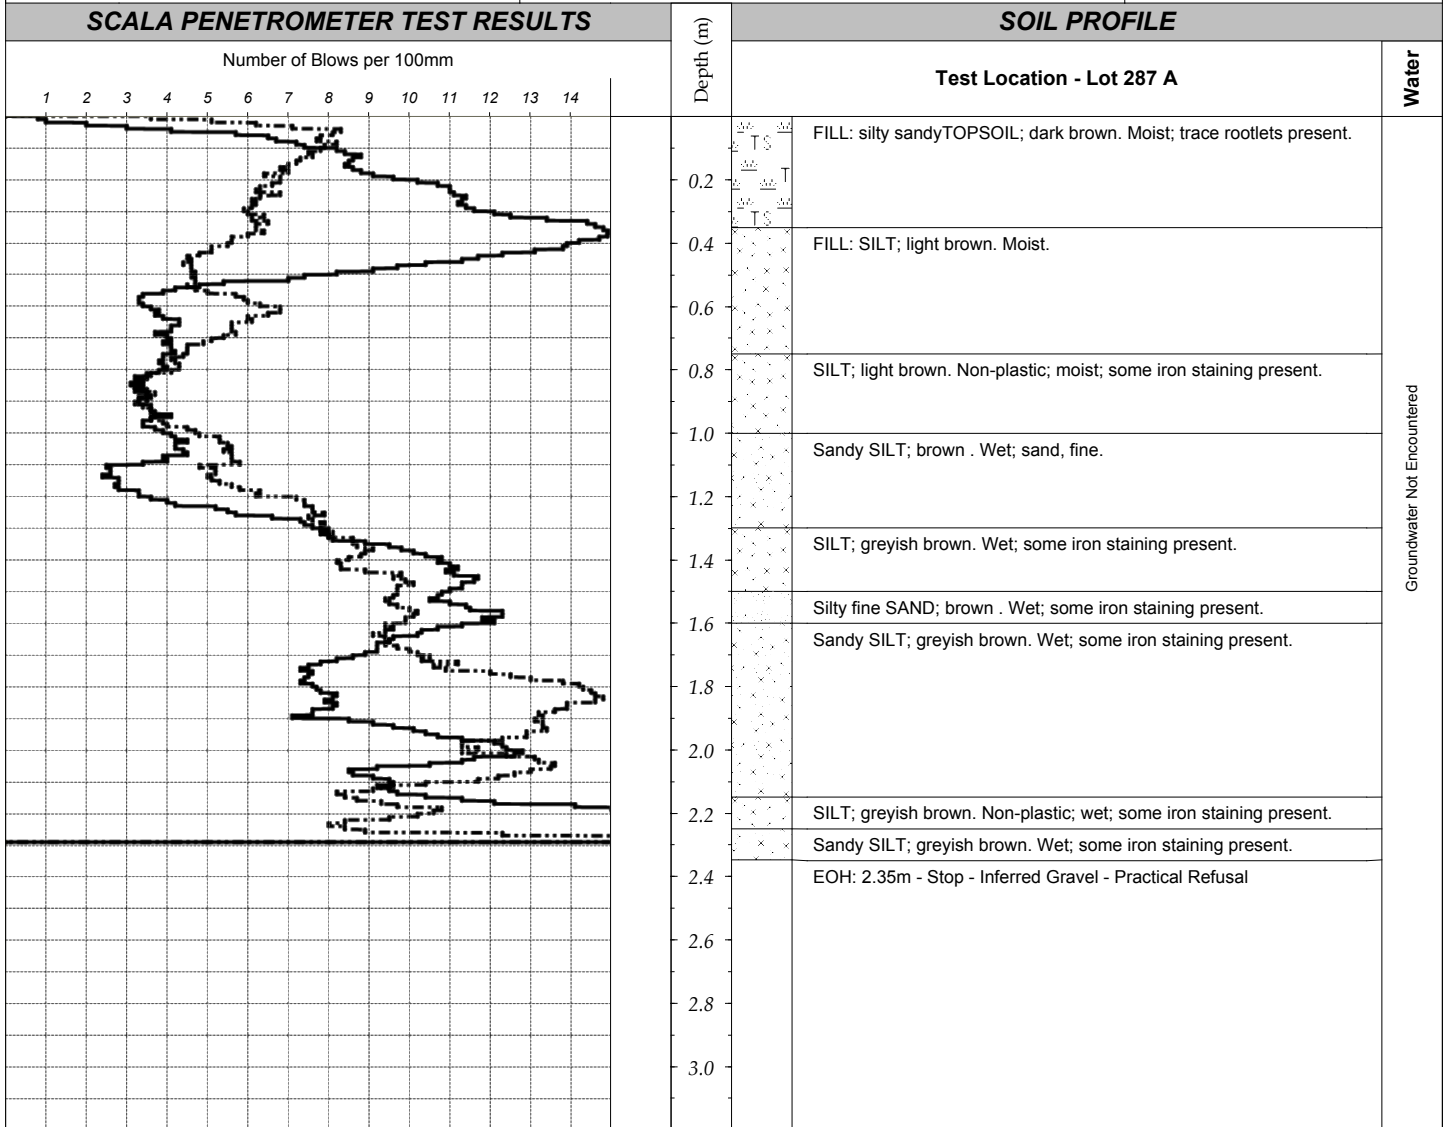 SCALA PENETROMETER TEST RESULTS
Depth (m)
SOIL PROFILE
Number of Blows per 100mm
Test Location - Lot 287 A
Water
1 2 3 4 5 6 7 8 9 10 11 12 13 14
T S
T
T S
FILL: silty sandyTOPSOIL; dark brown. Moist; trace rootlets present.
0.2
0.4
FILL: SILT; light brown. Moist.
0.6
0.8
SILT; light brown. Non-plastic; moist; some iron staining present.
1.0
Sandy SILT; brown . Wet; sand, fine.
1.2
Groundwater Not Encountered
1.4
SILT; greyish brown. Wet; some iron staining present.
Silty fine SAND; brown . Wet; some iron staining present.
1.6
Sandy SILT; greyish brown. Wet; some iron staining present.
1.8
2.0
2.2
SILT; greyish brown. Non-plastic; wet; some iron staining present.
Sandy SILT; greyish brown. Wet; some iron staining present.
2.4
EOH: 2.35m - Stop - Inferred Gravel - Practical Refusal
2.6
2.8
3.0